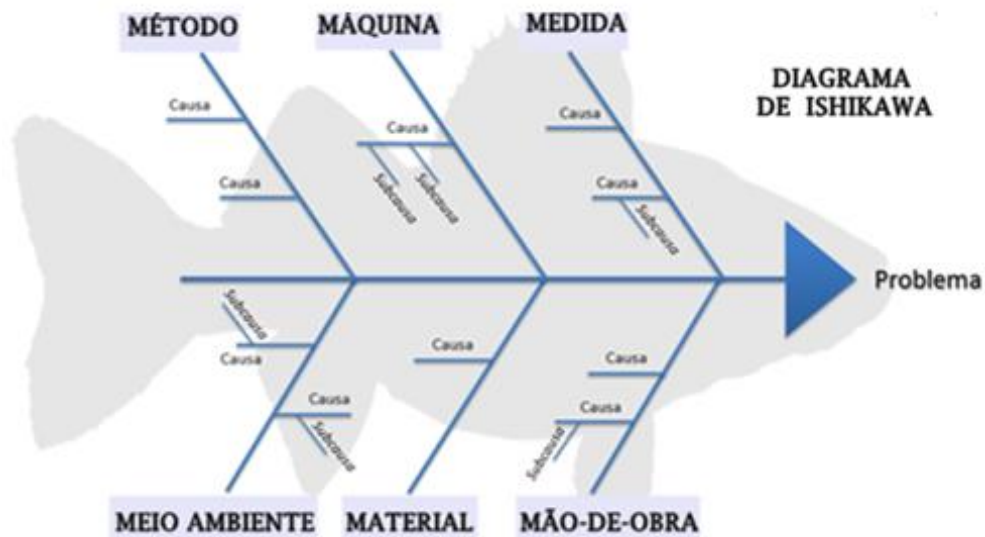 MÉTODO
MÁQUINA
MEDIDA
DIAGRAMA
DE ISHIKAWA
Causa
Causa
Causa
Subcausa
Subcausa
Causa
Causa
Subcausa
Problema
Subcausa
Causa
Causa
Subcausa
Causa
Causa
Causa
Subcausa
MEIO AMBIENTE
MATERIAL
MÃO-DE-OBRA